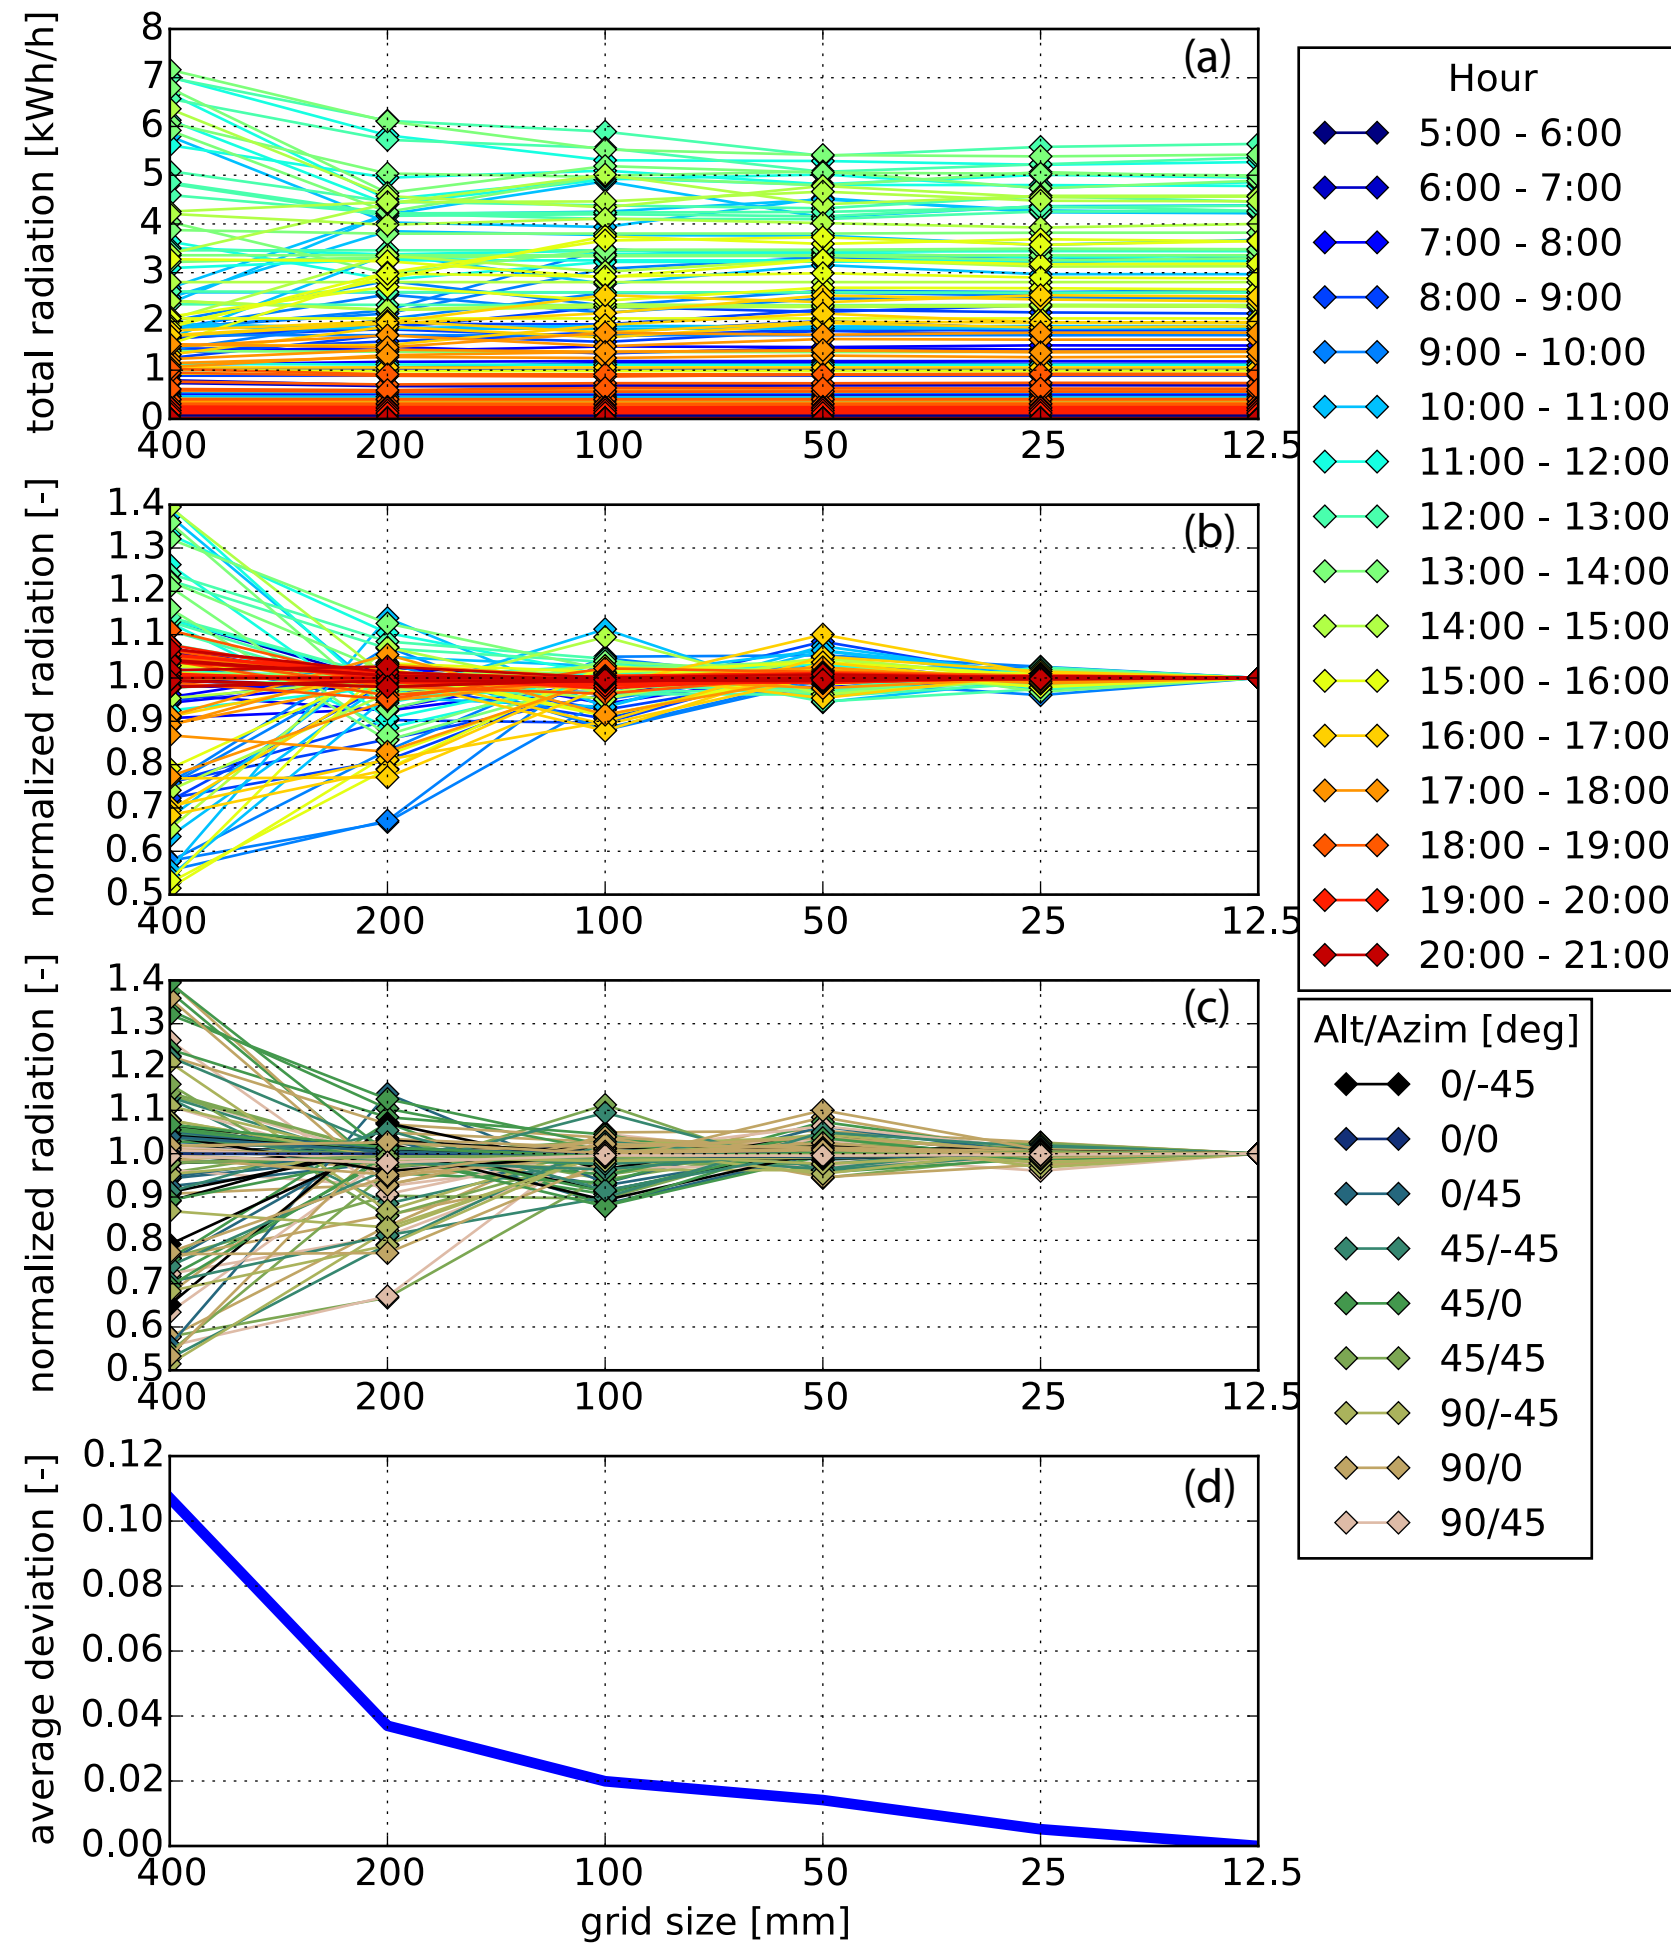 total radiation [kWh/h]
8
7
6
5
4
3
2
1
0
400 200 100 50 25 12.5
(a)
normalized radiation [-]
1.4
1.3
1.2
1.1
1.0
0.9
0.8
0.7
0.6
0.5
400 200 100 50 25 12.5
(b)
normalized radiation [-]
1.4
1.3
1.2
1.1
1.0
0.9
0.8
0.7
0.6
0.5
400 200 100 50 25 12.5
(c)
average deviation [-]
0.12
0.10
0.08
0.06
0.04
0.02
0.00
400 200 100 50 25 12.5
(d)
grid size [mm]
Hour
5:00 - 6:00
6:00 - 7:00
7:00 - 8:00
8:00 - 9:00
9:00 - 10:00
10:00 - 11:00
11:00 - 12:00
12:00 - 13:00
13:00 - 14:00
14:00 - 15:00
15:00 - 16:00
16:00 - 17:00
17:00 - 18:00
18:00 - 19:00
19:00 - 20:00
20:00 - 21:00
Alt/Azim [deg]
0/-45
0/0
0/45
45/-45
45/0
45/45
90/-45
90/0
90/45